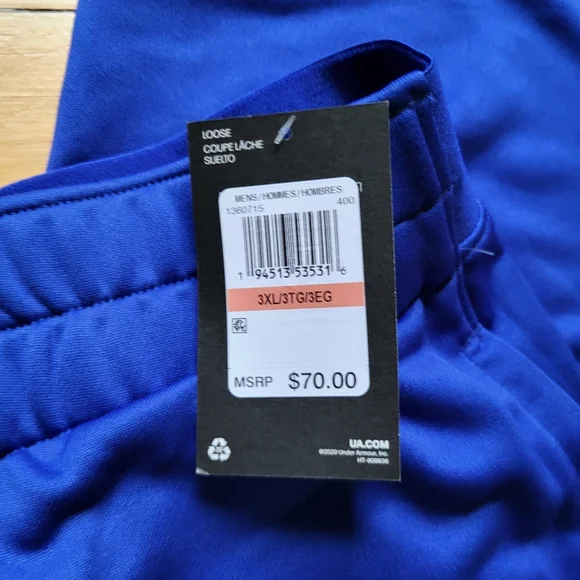 LOOSE
COUPE LÂCHE
SUELTO
MENS/HOMMES/HOMBRES
1360715 400
1 94513 53531 6
3XL/3TG/3EG
MSRP $70.00
UA.COM
©2020 Under Armour, Inc.